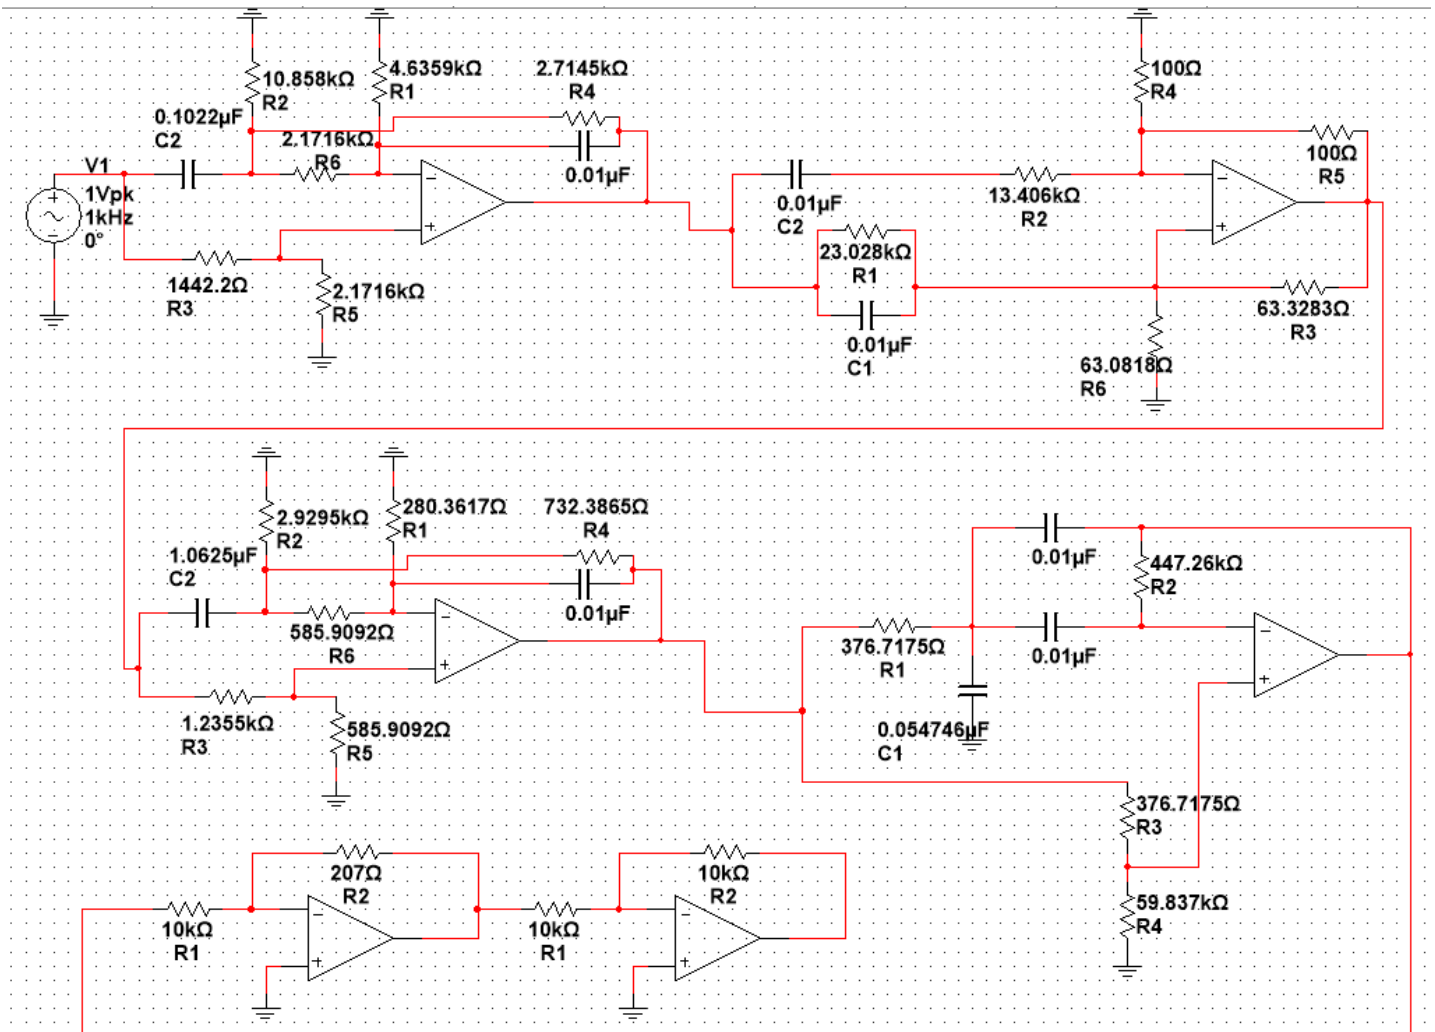 10.858kΩ
R2
4.6359kΩ
R1
2.7145kΩ
R4
0.1022µF
C2
2.1716kΩ
R6
0.01µF
V1
1Vpk
1kHz
0°
1442.2Ω
R3
2.1716kΩ
R5
100Ω
R4
100Ω
R5
0.01µF
C2
13.406kΩ
R2
23.028kΩ
R1
0.01µF
C1
63.3283Ω
R3
63.0818Ω
R6
2.9295kΩ
R2
280.3617Ω
R1
732.3865Ω
R4
1.0625µF
C2
585.9092Ω
R6
0.01µF
1.2355kΩ
R3
585.9092Ω
R5
0.01µF
447.26kΩ
R2
376.7175Ω
R1
0.01µF
0.054746µF
C1
376.7175Ω
R3
59.837kΩ
R4
207Ω
R2
10kΩ
R1
10kΩ
R2
10kΩ
R1